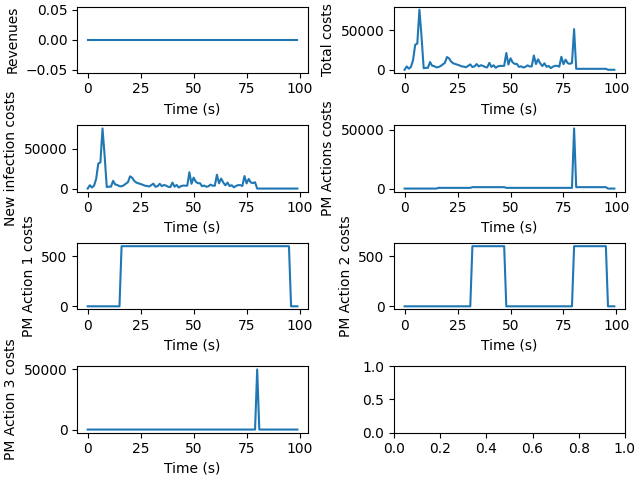 Revenues
0.05
0.00
−0.05
0 25 50 75 100
Time (s)
Total costs
50000
0
0 25 50 75 100
Time (s)
New infection costs
50000
0
0 25 50 75 100
Time (s)
PM Actions costs
50000
0
0 25 50 75 100
Time (s)
PM Action 1 costs
500
0
0 25 50 75 100
Time (s)
PM Action 2 costs
500
0
0 25 50 75 100
Time (s)
PM Action 3 costs
50000
0
0 25 50 75 100
Time (s)
1.0
0.5
0.0
0.0 0.2 0.4 0.6 0.8 1.0